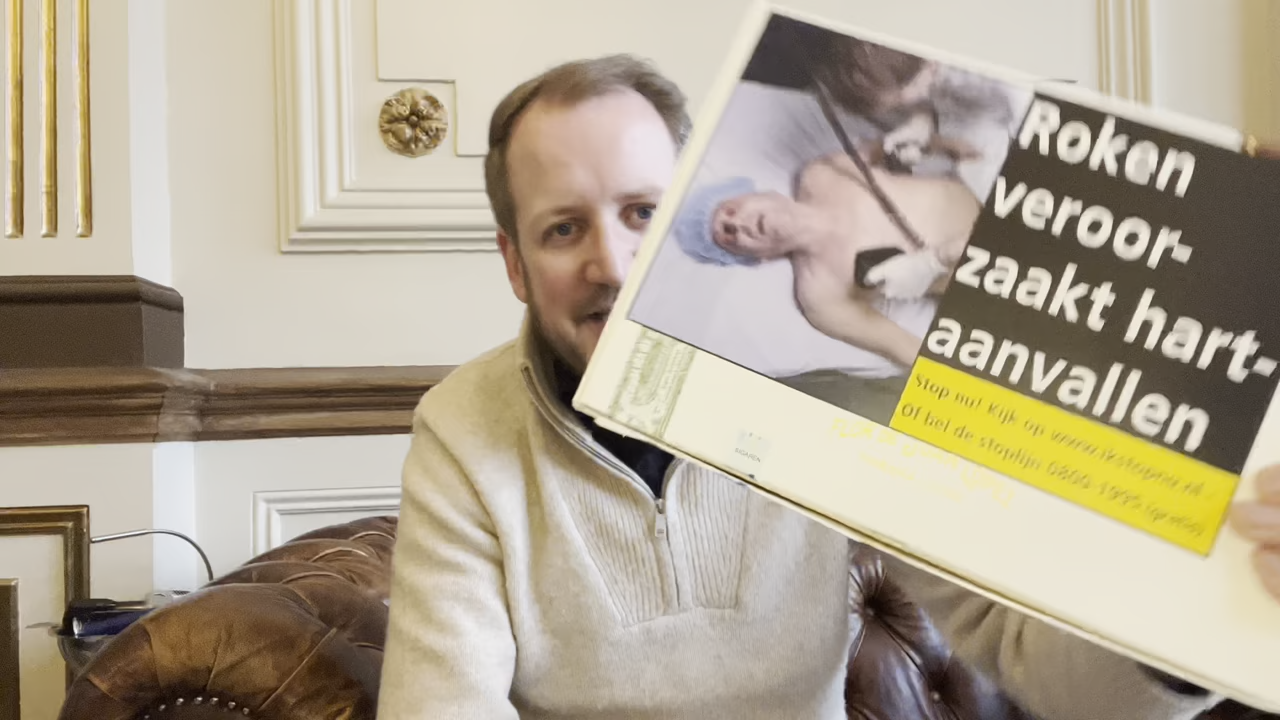 Roken
veroor-
zaakt hart-
aanvallen
Stop nu! Kijk op www.ikstopnu.nl.
Of bel de stoplijn 0800-1995 (gratis)
SIGAREN